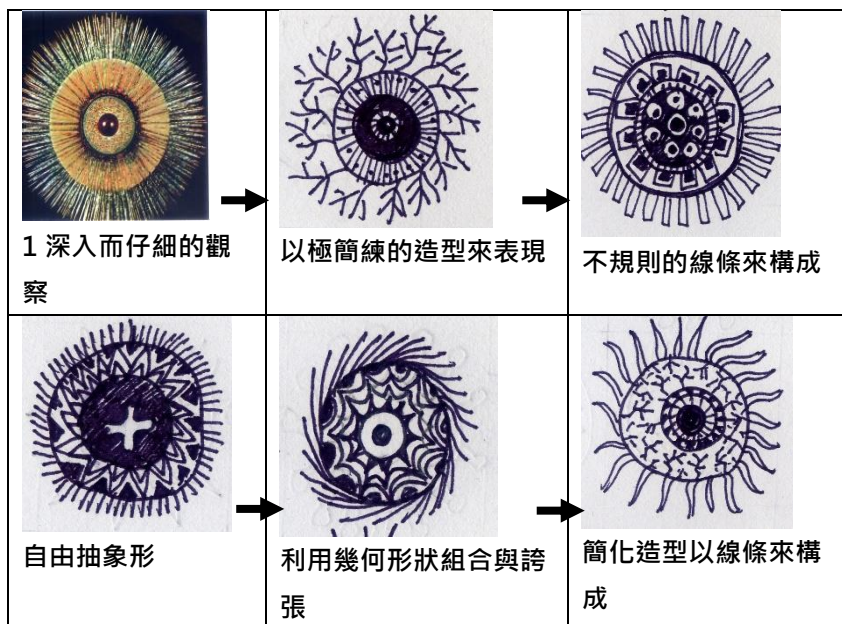 1 深入而仔細的觀
察
以極簡練的造型來表現
不規則的線條來構成
自由抽象形
利用幾何形狀組合與誇
張
簡化造型以線條來構
成